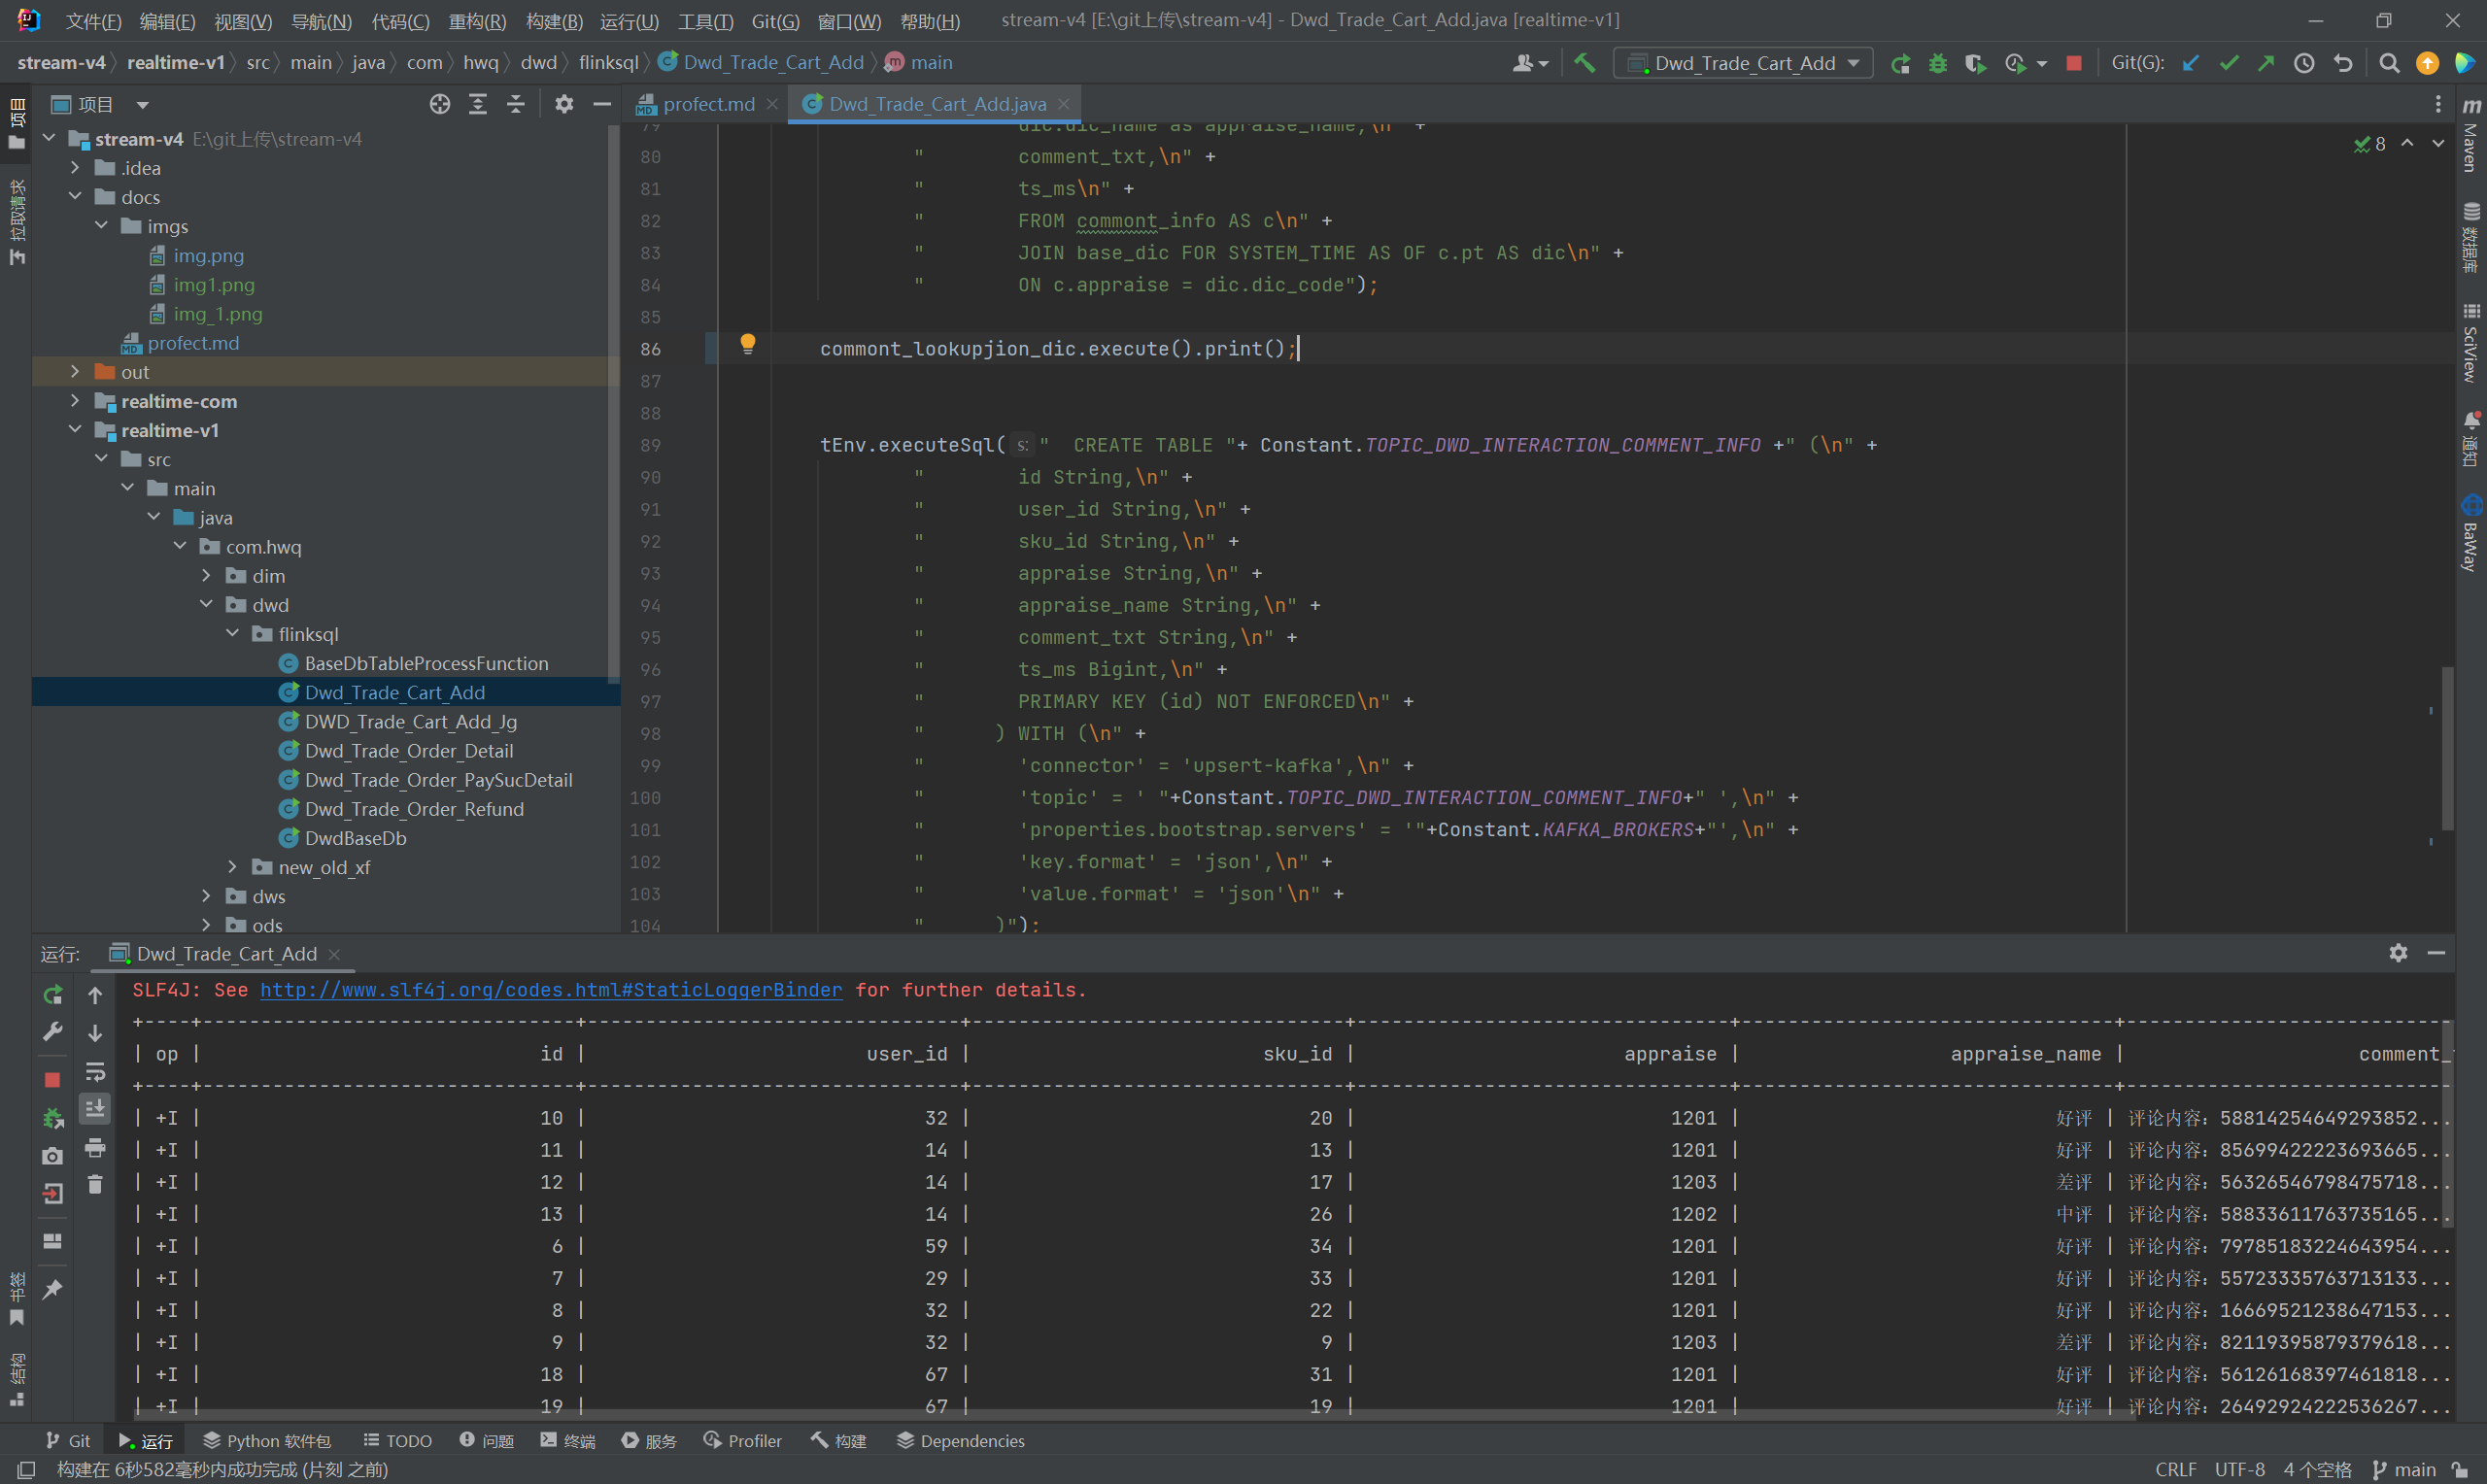 文件(F) 编辑(E) 视图(V) 导航(N) 代码(C) 重构(R) 构建(B) 运行(U) 工具(T) Git(G) 窗口(W) 帮助(H) stream-v4 [E:\git上传\stream-v4] - Dwd_Trade_Cart_Add.java [realtime-v1]
stream-v4 realtime-v1 src main java com hwq dwd flinksql Dwd_Trade_Cart_Add main Dwd_Trade_Cart_Add Git(G):
项目 profect.md Dwd_Trade_Cart_Add.java
项目
拉取请求
书签
结构
stream-v4 E:\git上传\stream-v4
.idea
docs
imgs
img.png
img1.png
img_1.png
profect.md
out
realtime-com
realtime-v1
src
main
java
com.hwq
dim
dwd
flinksql
BaseDbTableProcessFunction
Dwd_Trade_Cart_Add
DWD_Trade_Cart_Add_Jg
Dwd_Trade_Order_Detail
Dwd_Trade_Order_PaySucDetail
Dwd_Trade_Order_Refund
DwdBaseDb
new_old_xf
dws
ods
79 dic.dic_name as appraise_name,\n" +
80 " comment_txt,\n" +
81 " ts_ms\n" +
82 " FROM commont_info AS c\n" +
83 " JOIN base_dic FOR SYSTEM_TIME AS OF c.pt AS dic\n" +
84 " ON c.appraise = dic.dic_code");
85
86 commont_lookupjion_dic.execute().print();
87
88
89 tEnv.executeSql( s: " CREATE TABLE "+ Constant.TOPIC_DWD_INTERACTION_COMMENT_INFO +" (\n" +
90 " id String,\n" +
91 " user_id String,\n" +
92 " sku_id String,\n" +
93 " appraise String,\n" +
94 " appraise_name String,\n" +
95 " comment_txt String,\n" +
96 " ts_ms Bigint,\n" +
97 " PRIMARY KEY (id) NOT ENFORCED\n" +
98 " ) WITH (\n" +
99 " 'connector' = 'upsert-kafka',\n" +
100 " 'topic' = ' "+Constant.TOPIC_DWD_INTERACTION_COMMENT_INFO+" ',\n" +
101 " 'properties.bootstrap.servers' = '"+Constant.KAFKA_BROKERS+"',\n" +
102 " 'key.format' = 'json',\n" +
103 " 'value.format' = 'json'\n" +
104 " )");
8
Maven
数据库
SciView
通知
BaWay
运行: Dwd_Trade_Cart_Add
SLF4J: See http://www.slf4j.org/codes.html#StaticLoggerBinder for further details.
| op | id | user_id | sku_id | appraise | appraise_name | comment_
| +I | 10 | 32 | 20 | 1201 | 好评 | 评论内容：58814254649293852...
| +I | 11 | 14 | 13 | 1201 | 好评 | 评论内容：85699422223693665...
| +I | 12 | 14 | 17 | 1203 | 差评 | 评论内容：56326546798475718...
| +I | 13 | 14 | 26 | 1202 | 中评 | 评论内容：58833611763735165...
| +I | 6 | 59 | 34 | 1201 | 好评 | 评论内容：79785183224643954...
| +I | 7 | 29 | 33 | 1201 | 好评 | 评论内容：55723335763713133...
| +I | 8 | 32 | 22 | 1201 | 好评 | 评论内容：16669521238647153...
| +I | 9 | 32 | 9 | 1203 | 差评 | 评论内容：82119395879379618...
| +I | 18 | 67 | 31 | 1201 | 好评 | 评论内容：56126168397461818...
| +I | 19 | 67 | 19 | 1201 | 好评 | 评论内容：26492924222536267...
Git 运行 Python 软件包 TODO 问题 终端 服务 Profiler 构建 Dependencies
构建在 6秒582毫秒内成功完成 (片刻 之前) CRLF UTF-8 4 个空格 main